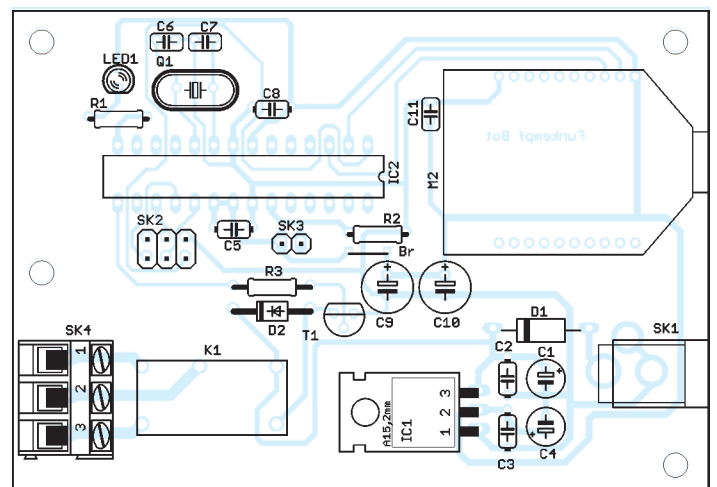 C6 C7
LED1
Q1
C8
R1
C11
Funkempf Bot
IC2
M2
SK2
C5
SK3
R2
Br
R3
D2
T1
C9
C10
D1
SK4
K1
1
2
3
A15,2mm
IC1
1 2 3
C2
C1
+
SK1
C3
C4
+
+
+